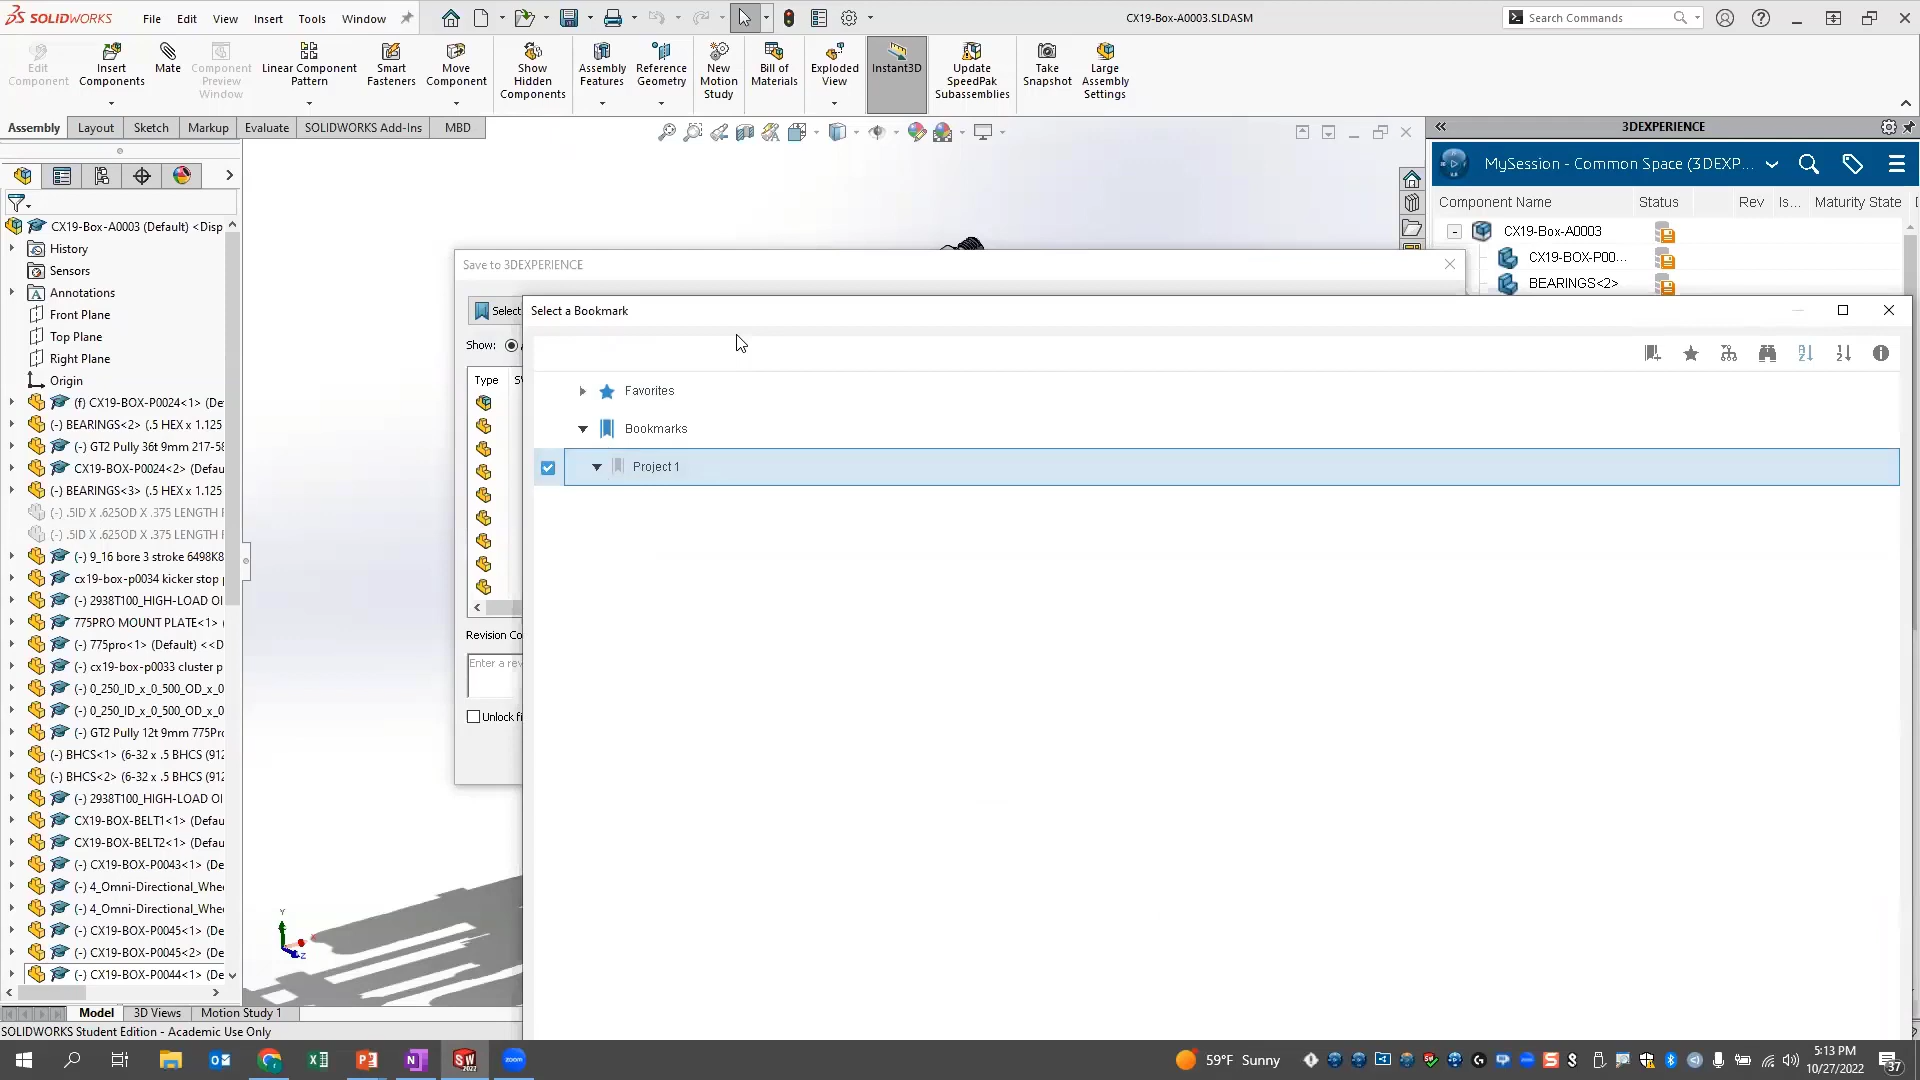 SOLIDWORKS File Edit View Insert Tools Window CX19-Box-A0003.SLDASM Search Commands
Edit Component
Insert Components
Mate
Component Preview Window
Linear Component Pattern
Smart Fasteners
Move Component
Show Hidden Components
Assembly Features
Reference Geometry
New Motion Study
Bill of Materials
Exploded View
Instant3D
Update SpeedPak Subassemblies
Take Snapshot
Large Assembly Settings
Assembly Layout Sketch Markup Evaluate SOLIDWORKS Add-Ins MBD
3DEXPERIENCE
MySession - Common Space (3DEXP...
Component Name Status Rev Is... Maturity State
CX19-Box-A0003
CX19-BOX-P00...
BEARINGS<2>
CX19-Box-A0003 (Default) <Disp
History
Sensors
Annotations
Front Plane
Top Plane
Right Plane
Origin
(f) CX19-BOX-P0024<1> (De
(-) BEARINGS<2> (.5 HEX x 1.125
(-) GT2 Pully 36t 9mm 217-58
CX19-BOX-P0024<2> (Defau
(-) BEARINGS<3> (.5 HEX x 1.125
(-) .5ID X .625OD X .375 LENGTH F
(-) .5ID X .625OD X .375 LENGTH F
(-) 9_16 bore 3 stroke 6498K8
cx19-box-p0034 kicker stop p
(-) 2938T100_HIGH-LOAD OI
775PRO MOUNT PLATE<1> (
(-) 775pro<1> (Default) <<D
(-) cx19-box-p0033 cluster p
(-) 0_250_ID_x_0_500_OD_x_0
(-) 0_250_ID_x_0_500_OD_x_0
(-) GT2 Pully 12t 9mm 775Pro
(-) BHCS<1> (6-32 x .5 BHCS (912
(-) BHCS<2> (6-32 x .5 BHCS (912
(-) 2938T100_HIGH-LOAD OI
CX19-BOX-BELT1<1> (Defau
CX19-BOX-BELT2<1> (Defau
(-) CX19-BOX-P0043<1> (De
(-) 4_Omni-Directional_Whee
(-) 4_Omni-Directional_Whee
(-) CX19-BOX-P0045<1> (De
(-) CX19-BOX-P0045<2> (De
(-) CX19-BOX-P0044<1> (De
Save to 3DEXPERIENCE
Select
Show:
Type
Revision Co
Enter a rev
Unlock fi
Select a Bookmark
Favorites
Bookmarks
Project 1
Y
Z
Model 3D Views Motion Study 1
SOLIDWORKS Student Edition - Academic Use Only
59°F Sunny
5:13 PM
10/27/2022
37